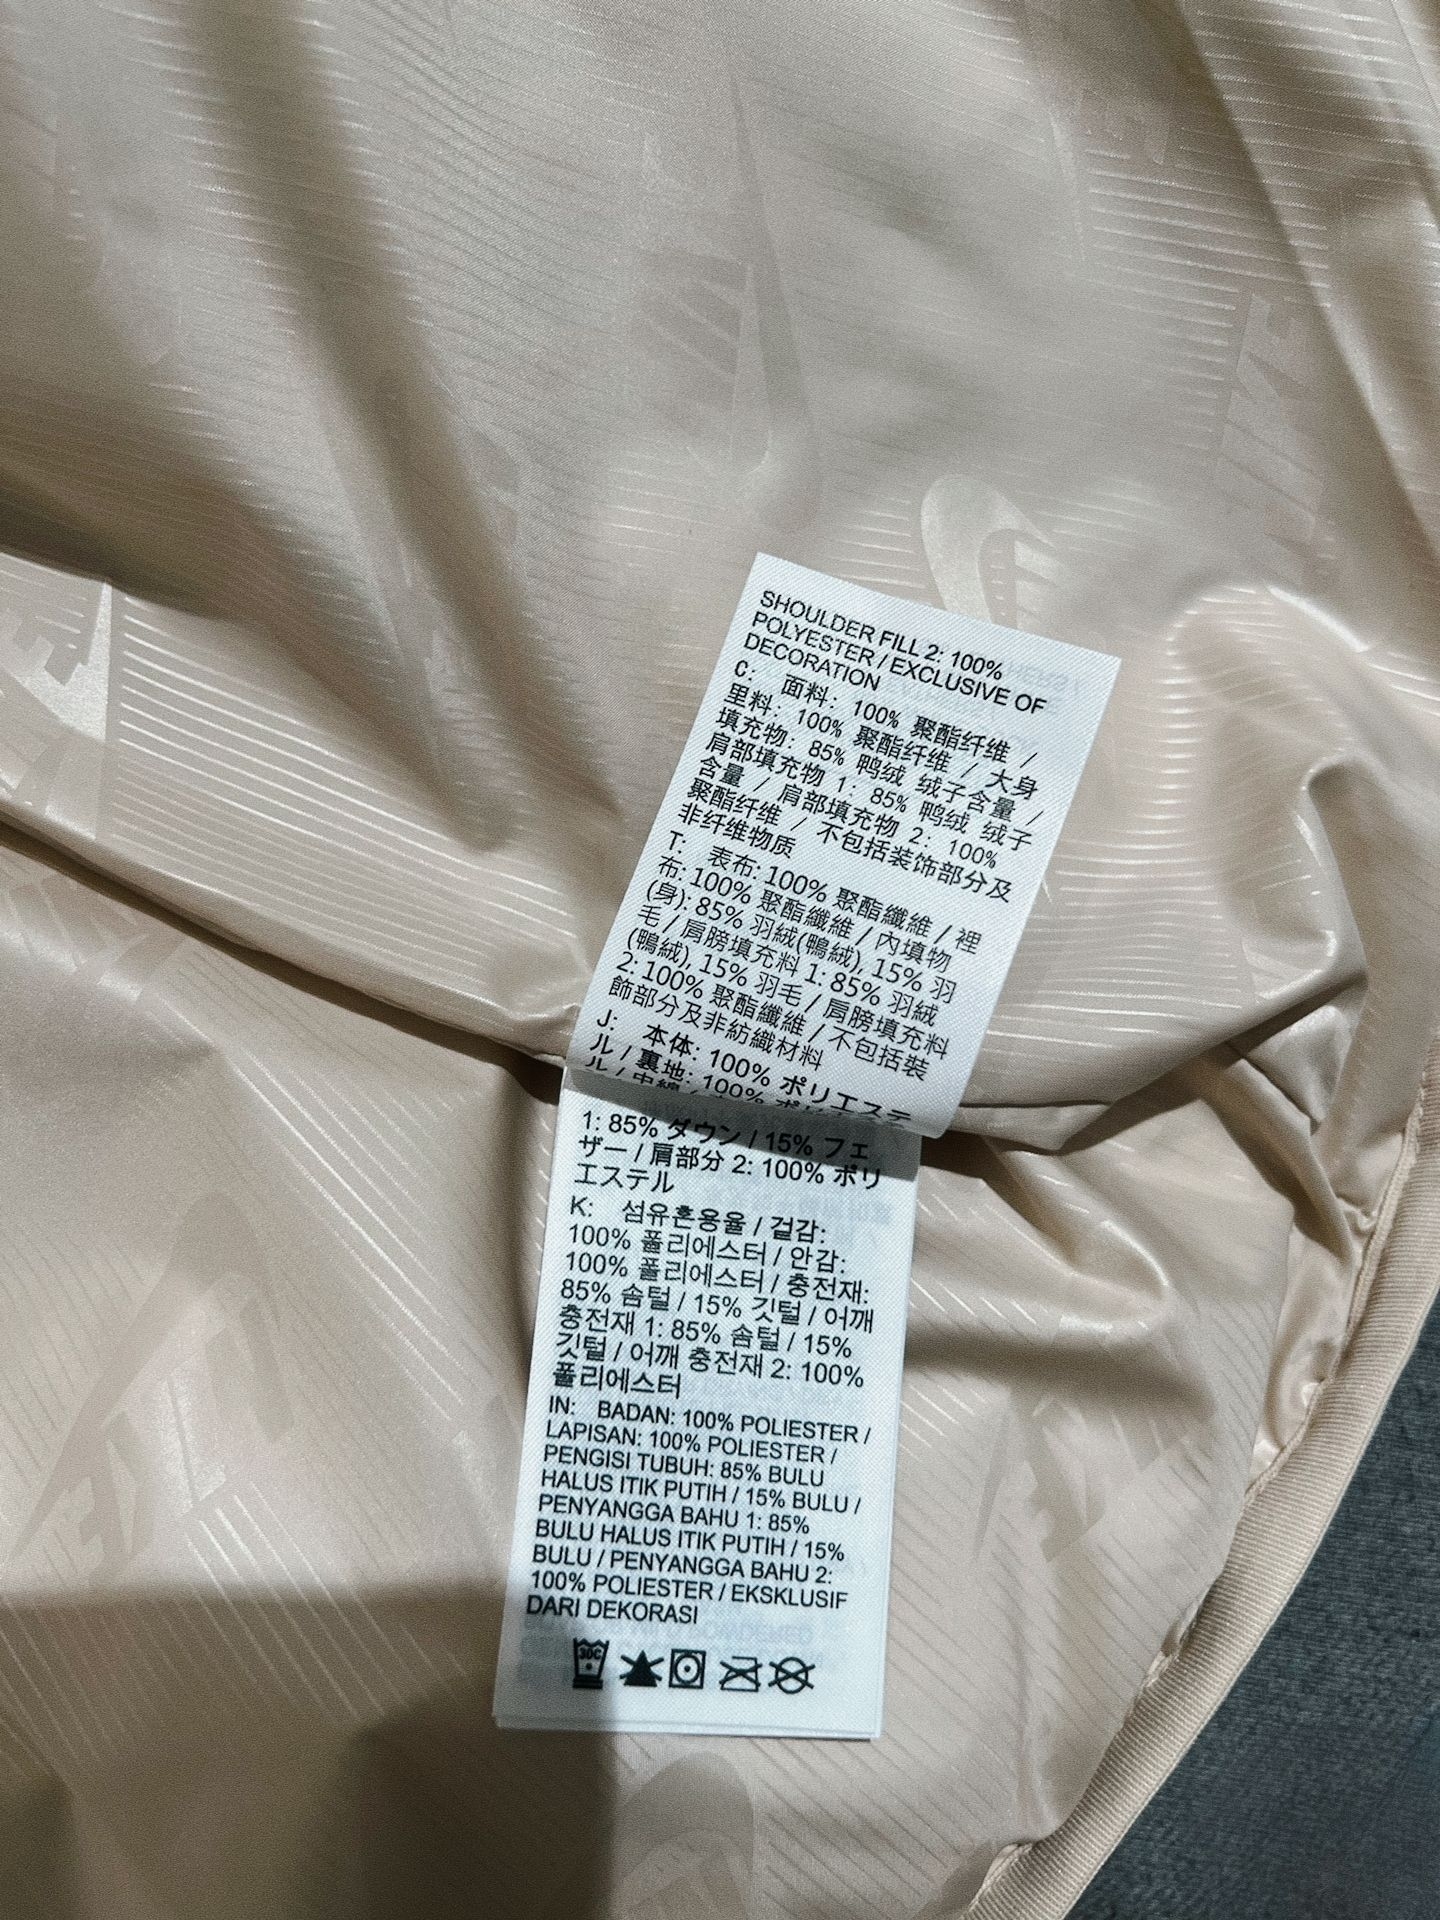 SHOULDER FILL 2: 100%
POLYESTER / EXCLUSIVE OF
DECORATION
C: 面料: 100% 聚酯纤维 /
里料: 100% 聚酯纤维 / 大身
填充物: 85% 鸭绒 绒子含量 /
肩部填充物 1: 85% 鸭绒 绒子
含量 / 肩部填充物 2: 100%
聚酯纤维 / 不包括装饰部分及
非纤维物质
T: 表布: 100% 聚酯纖維 / 裡
布: 100% 聚酯纖維 / 內填物
(身): 85% 羽絨(鴨絨), 15% 羽
毛 / 肩膀填充料 1: 85% 羽絨
(鴨絨), 15% 羽毛 / 肩膀填充料
2: 100% 聚酯纖維 / 不包括裝
飾部分及非紡織材料
J: 本体: 100% ポリエステ
ル / 裏地: 100% ポリエステ
ル / 中綿:
1: 85% ダウン / 15% フェ
ザー / 肩部分 2: 100% ポリ
エステル
K: 섬유혼용율 / 겉감:
100% 폴리에스터 / 안감:
100% 폴리에스터 / 충전재:
85% 솜털 / 15% 깃털 / 어깨
충전재 1: 85% 솜털 / 15%
깃털 / 어깨 충전재 2: 100%
폴리에스터
IN: BADAN: 100% POLIESTER /
LAPISAN: 100% POLIESTER /
PENGISI TUBUH: 85% BULU
HALUS ITIK PUTIH / 15% BULU /
PENYANGGA BAHU 1: 85%
BULU HALUS ITIK PUTIH / 15%
BULU / PENYANGGA BAHU 2:
100% POLIESTER / EKSKLUSIF
DARI DEKORASI
30C